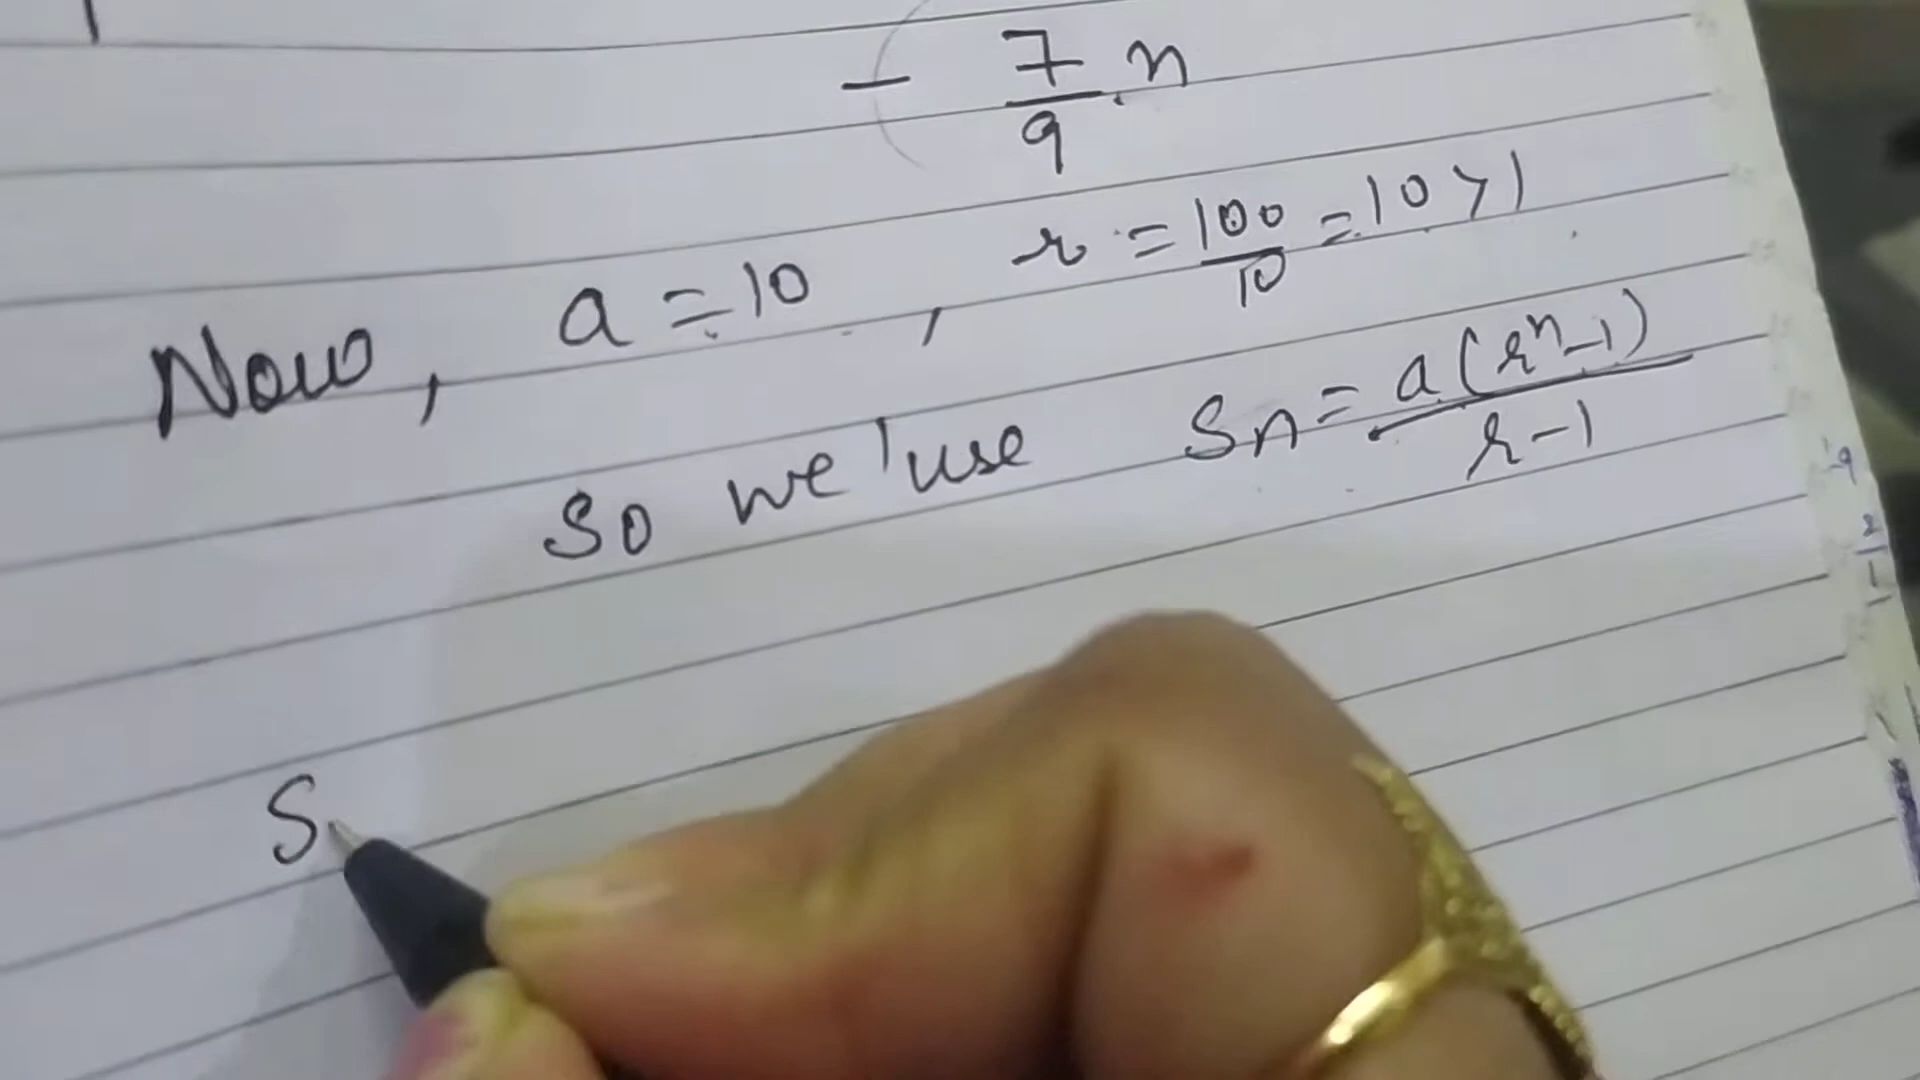 - 7/9 . n
Now, a = 10 , r = 100/10 = 10 > 1
So we use Sn = a(r^n - 1)/r - 1
S